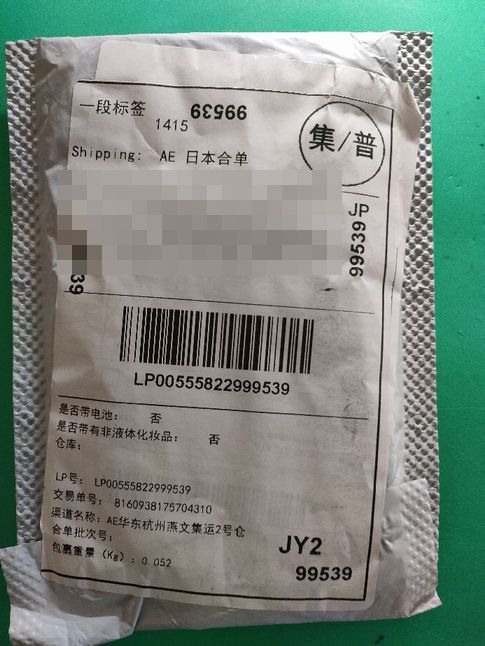 一段标签
99539
1415
集/普
Shipping: AE 日本合单
99539 JP
39
LP00555822999539
是否带电池: 否
是否带有非液体化妆品: 否
仓库:
LP号: LP00555822999539
交易单号: 8160938175704310
渠道名称: AE华东杭州燕文集运2号仓
合单批次号:
包裹重量 (Kg): 0.052
JY2
99539